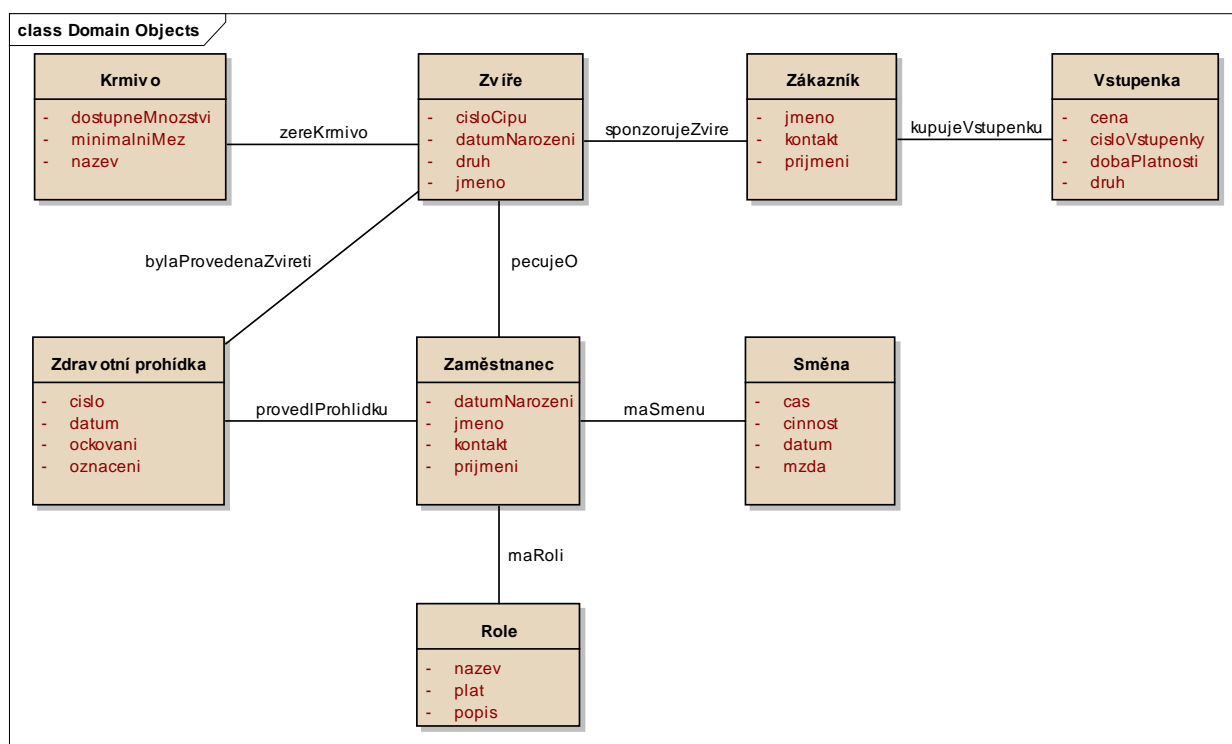 class Domain Objects
Krmivo
- dostupneMnozstvi
- minimalniMez
- nazev
zereKrmivo
Zvíře
- cisloCipu
- datumNarozeni
- druh
- jmeno
sponzorujeZvire
Zákazník
- jmeno
- kontakt
- prijmeni
kupujeVstupenku
Vstupenka
- cena
- cisloVstupenky
- dobaPlatnosti
- druh
bylaProvedenaZvireti
pecujeO
Zdravotní prohídka
- cislo
- datum
- ockovani
- oznaceni
provedlProhlidku
Zaměstnanec
- datumNarozeni
- jmeno
- kontakt
- prijmeni
maSmenu
Směna
- cas
- cinnost
- datum
- mzda
maRoli
Role
- nazev
- plat
- popis